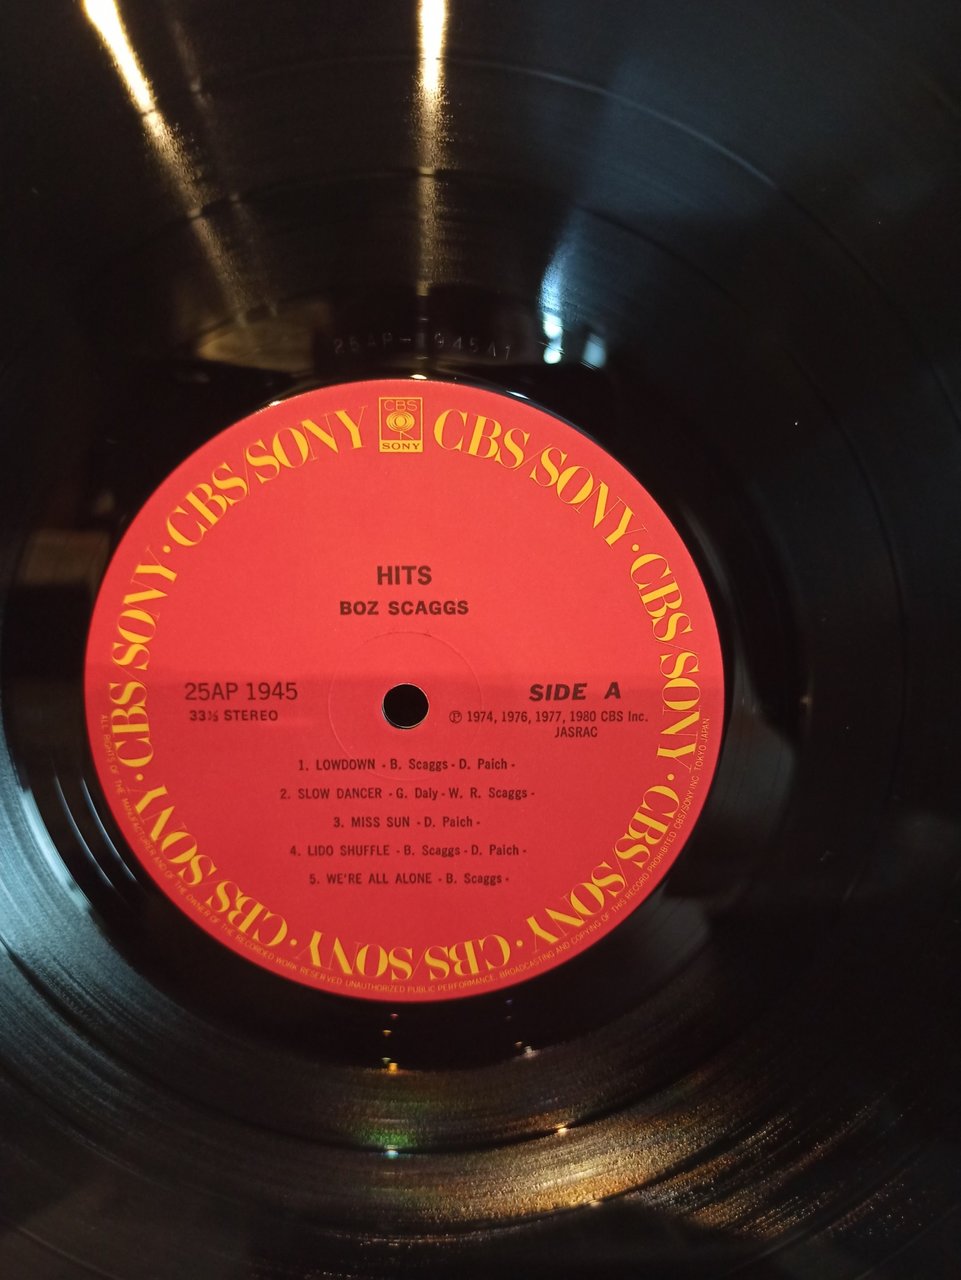 CBS
SONY
CBS/SONY · CBS/SONY · CBS/SONY · CBS/SONY · CBS/SONY · CBS/SONY · CBS/SONY
HITS
BOZ SCAGGS
25AP 1945
33⅓ STEREO
SIDE A
Ⓟ 1974, 1976, 1977, 1980 CBS Inc.
JASRAC
1. LOWDOWN - B. Scaggs - D. Paich -
2. SLOW DANCER - G. Daly - W. R. Scaggs -
3. MISS SUN - D. Paich -
4. LIDO SHUFFLE - B. Scaggs - D. Paich -
5. WE'RE ALL ALONE - B. Scaggs -
ALL RIGHTS OF THE MANUFACTURER AND OF THE OWNER OF THE RECORDED WORK RESERVED UNAUTHORIZED PUBLIC PERFORMANCE BROADCASTING AND COPYING OF THIS RECORD PROHIBITED CBS/SONY INC. TOKYO JAPAN